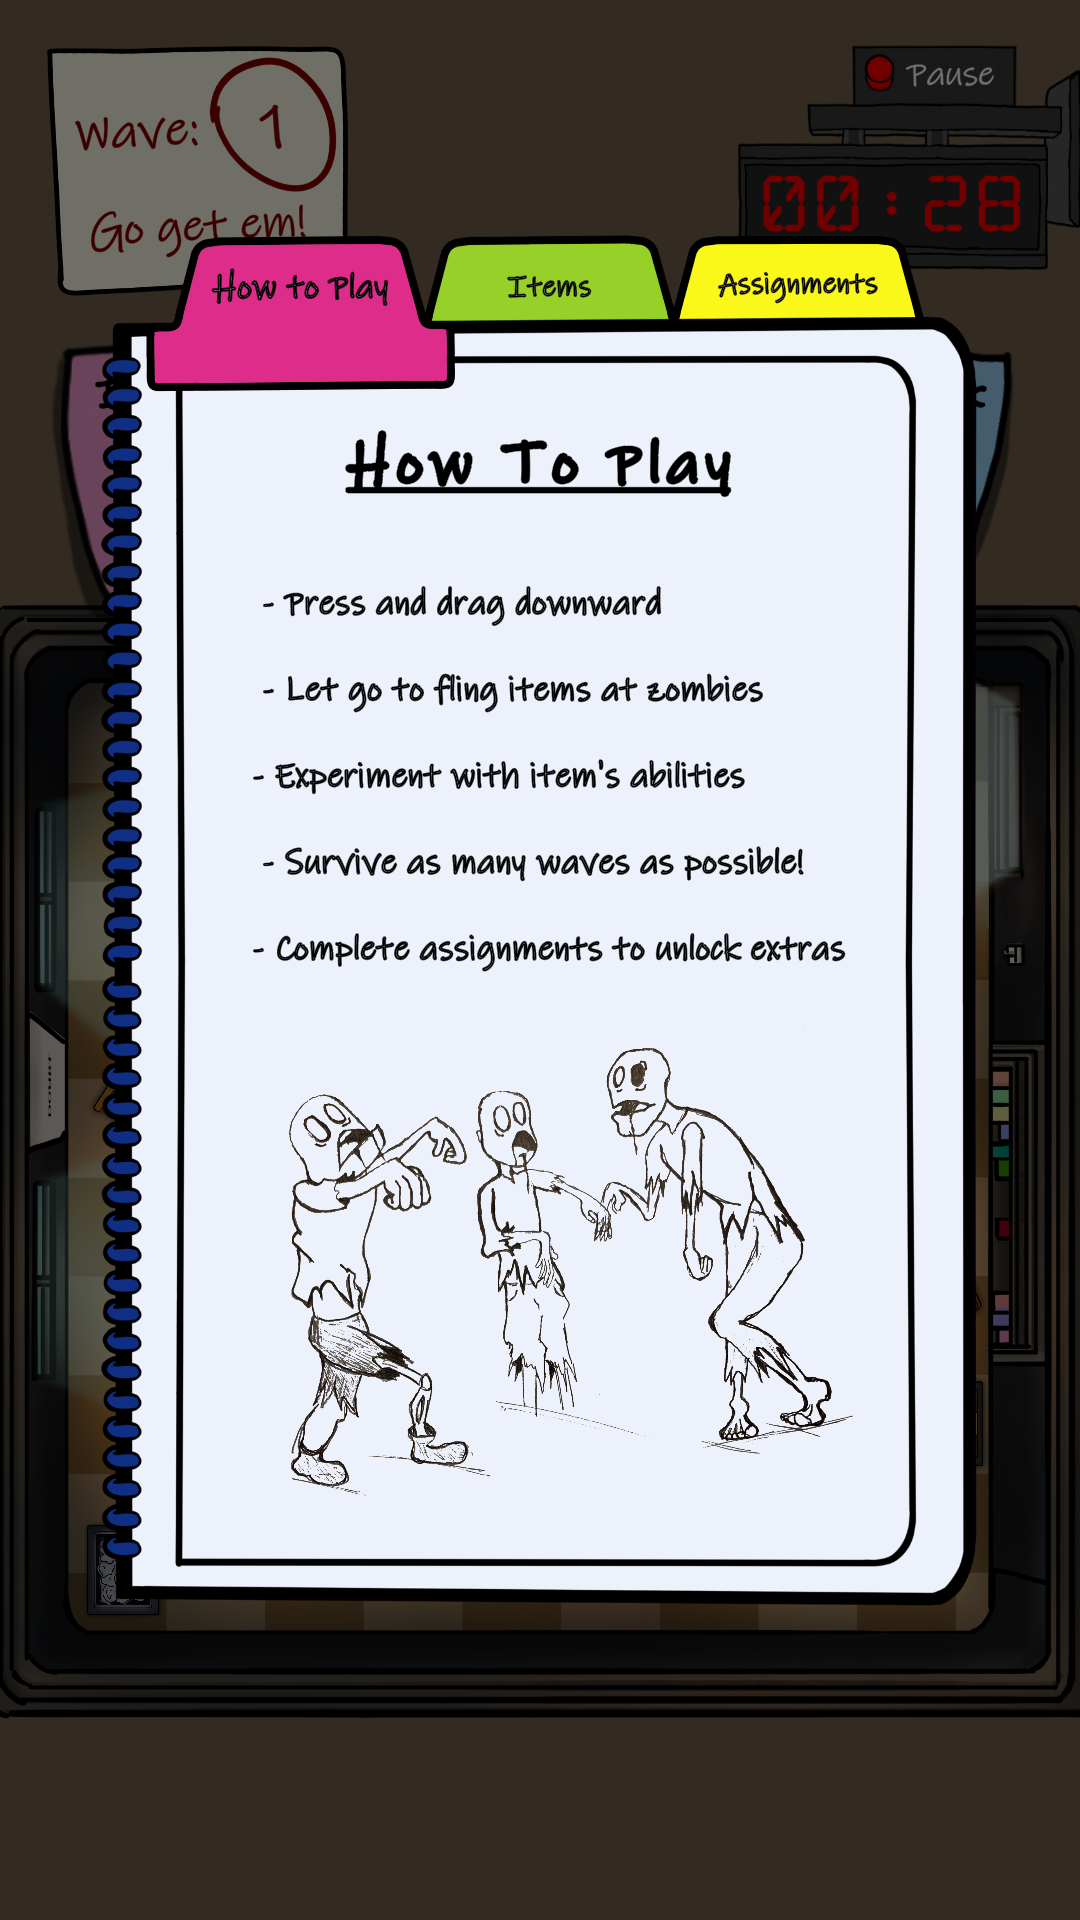 Wave: 1
Go get em!
Pause
00:28
How to Play
Items
Assignments
How To Play
- Press and drag downward
- Let go to fling items at zombies
- Experiment with item's abilities
- Survive as many waves as possible!
- Complete assignments to unlock extras